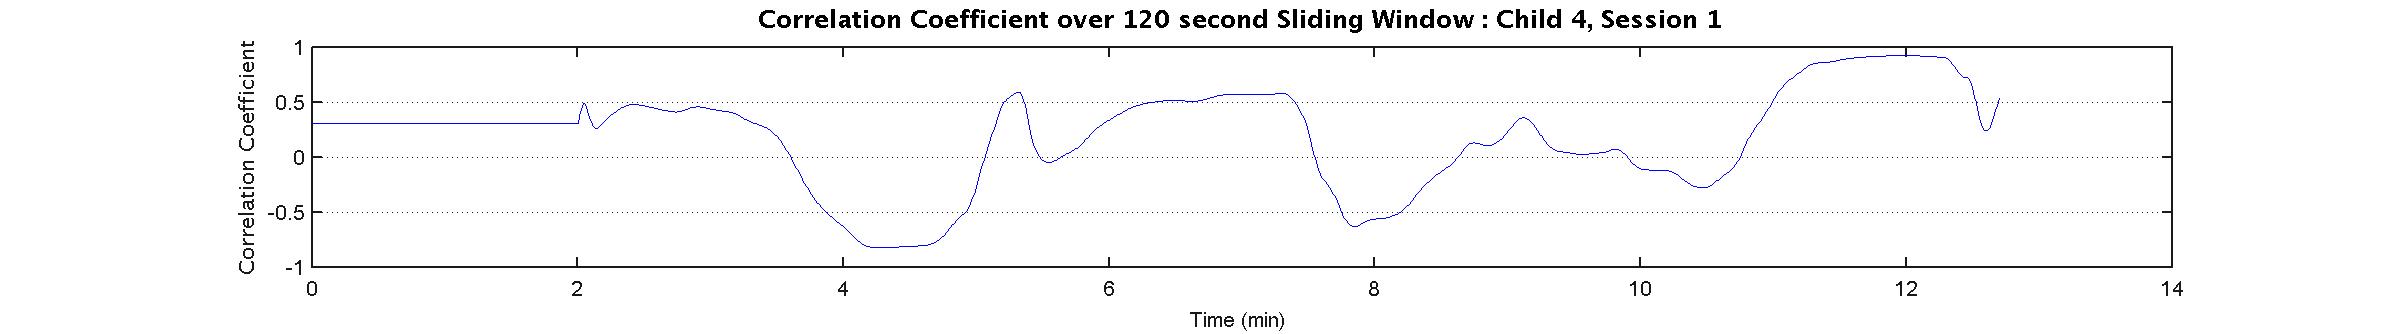 Correlation Coefficient over 120 second Sliding Window : Child 4, Session 1
Correlation Coefficient
1
0.5
0
-0.5
-1
0 2 4 6 8 10 12 14
Time (min)